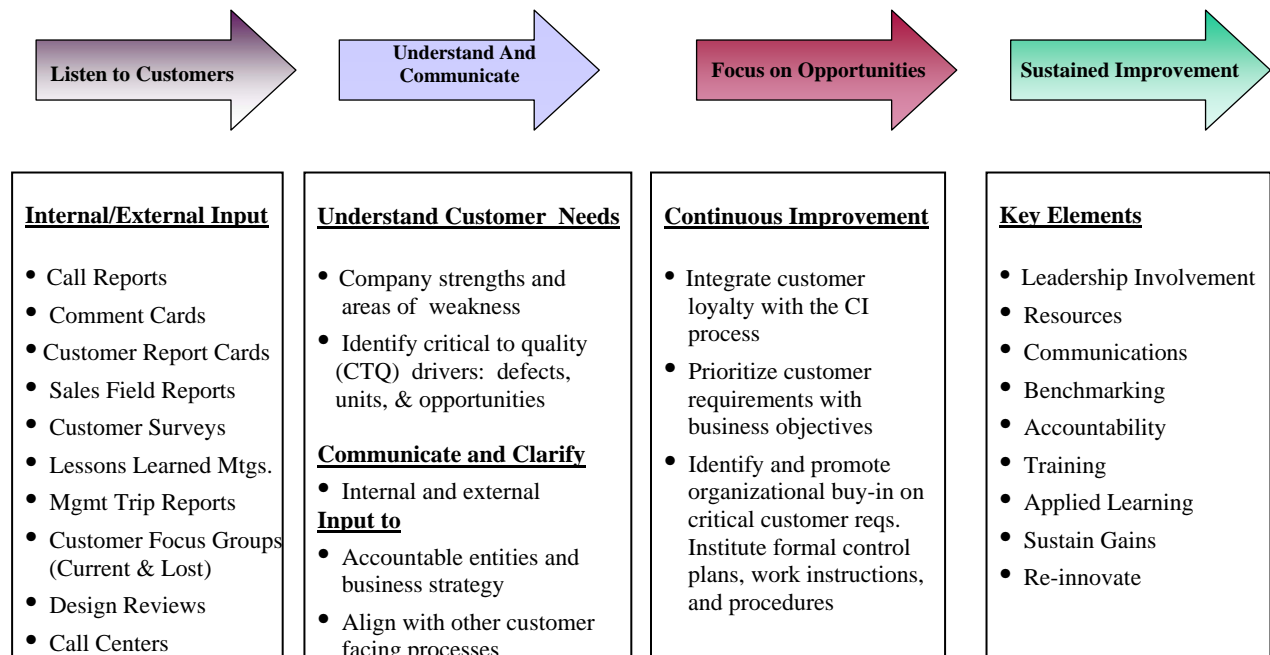 Listen to Customers
Understand And
Communicate
Focus on Opportunities
Sustained Improvement
Internal/External Input
• Call Reports
• Comment Cards
• Customer Report Cards
• Sales Field Reports
• Customer Surveys
• Lessons Learned Mtgs.
• Mgmt Trip Reports
• Customer Focus Groups
(Current & Lost)
• Design Reviews
• Call Centers
Understand Customer Needs
• Company strengths and
areas of weakness
• Identify critical to quality
(CTQ) drivers: defects,
units, & opportunities
Communicate and Clarify
• Internal and external
Input to
• Accountable entities and
business strategy
• Align with other customer
facing processes
Continuous Improvement
• Integrate customer
loyalty with the CI
process
• Prioritize customer
requirements with
business objectives
• Identify and promote
organizational buy-in on
critical customer reqs.
Institute formal control
plans, work instructions,
and procedures
Key Elements
• Leadership Involvement
• Resources
• Communications
• Benchmarking
• Accountability
• Training
• Applied Learning
• Sustain Gains
• Re-innovate